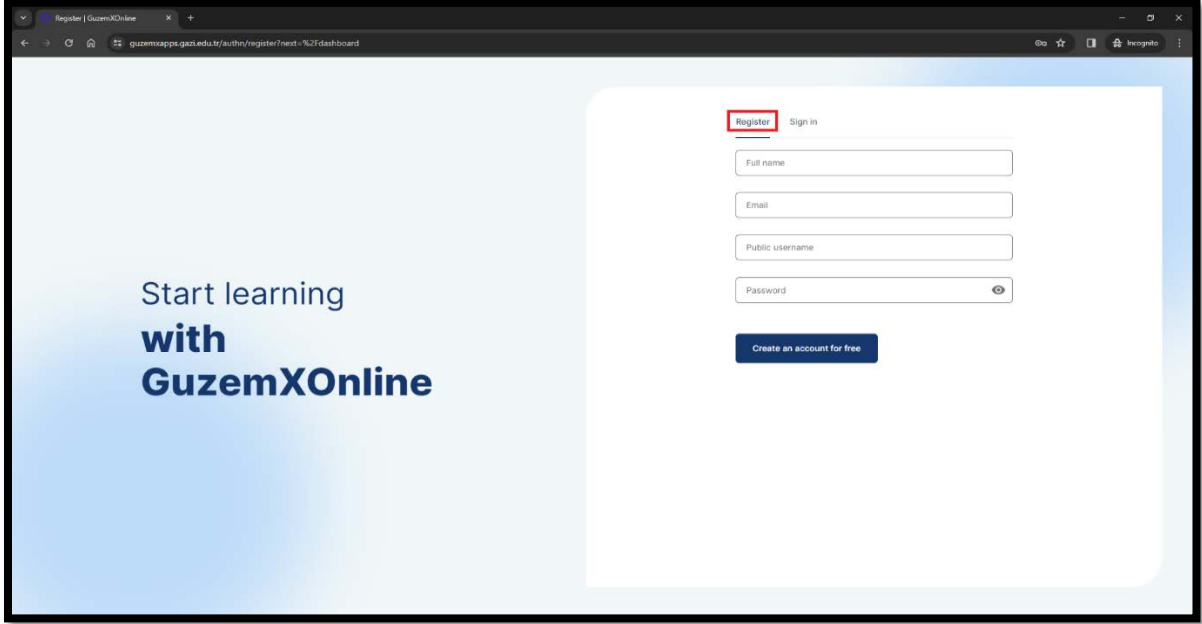 Register | GuzemXOnline
guzemxapps.gazi.edu.tr/authn/register?next=%2Fdashboard
Incognito
Register Sign in
Full name
Email
Public username
Password
Create an account for free
Start learning
with
GuzemXOnline